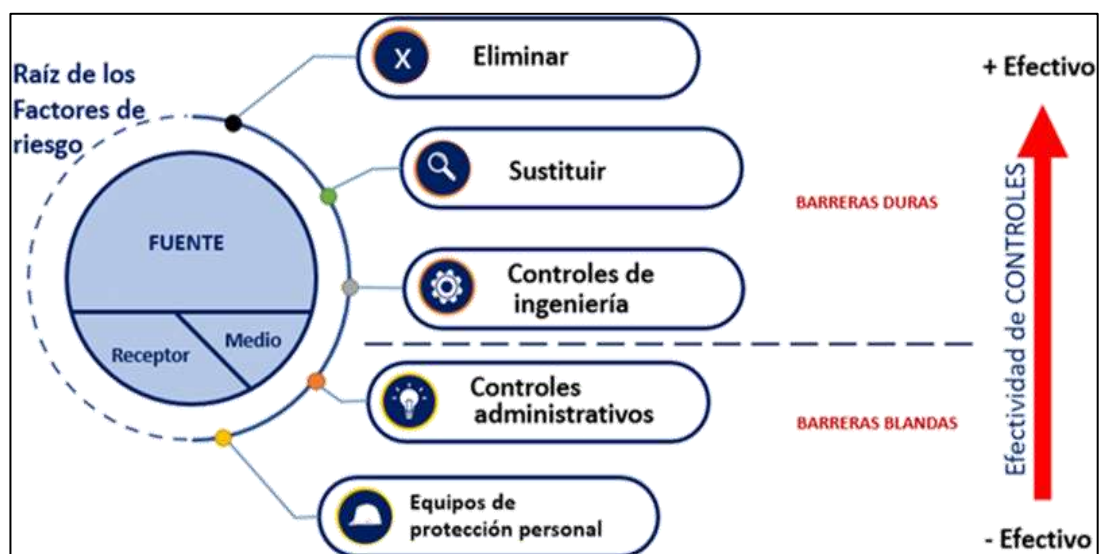 Raíz de los
Factores de
riesgo
FUENTE
Receptor
Medio
X
Eliminar
Sustituir
Controles de
ingeniería
Controles
administrativos
Equipos de
protección personal
BARRERAS DURAS
BARRERAS BLANDAS
+ Efectivo
Efectividad de CONTROLES
- Efectivo